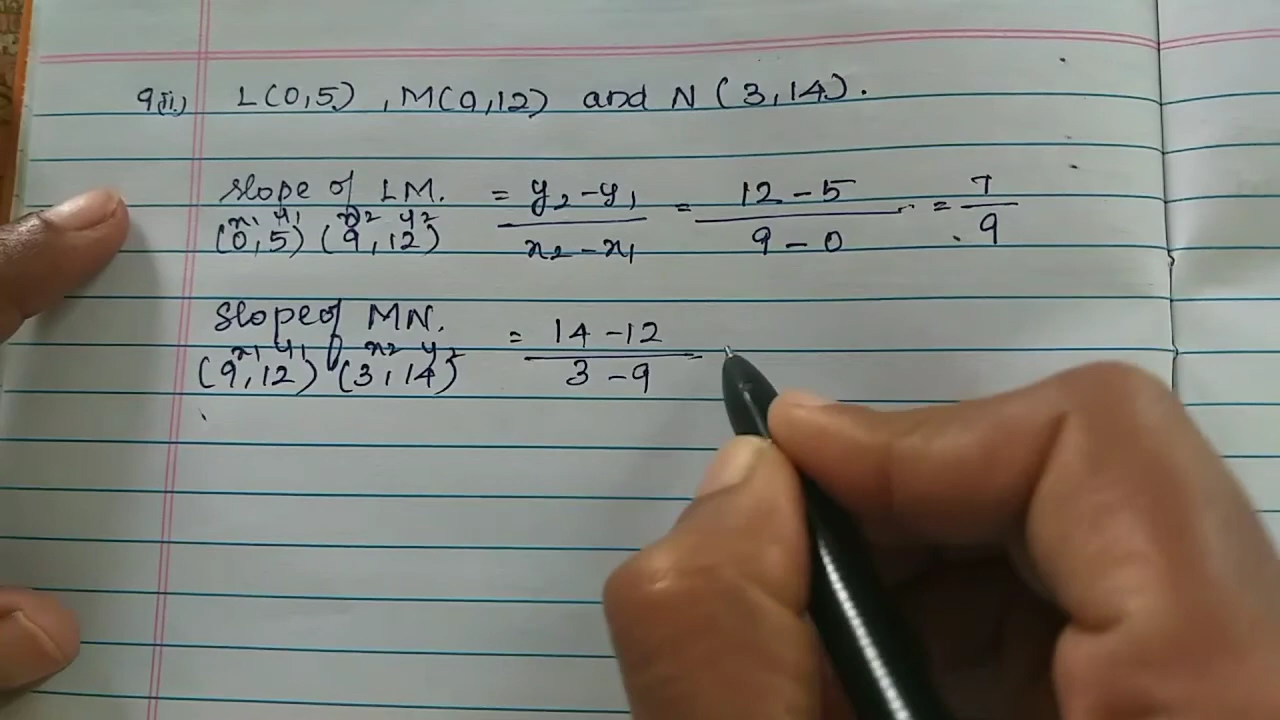 9(ii.) L(0,5) , M(9,12) and N (3,14).
slope of LM. = y₂-y₁ / x₂-x₁ = 12-5 / 9-0 = 7 / 9
x₁ y₁ x₂ y₂
(0,5) (9,12)
Slope of MN. = 14-12 / 3-9
x₁ y₁ x₂ y₂
(9,12) (3,14)